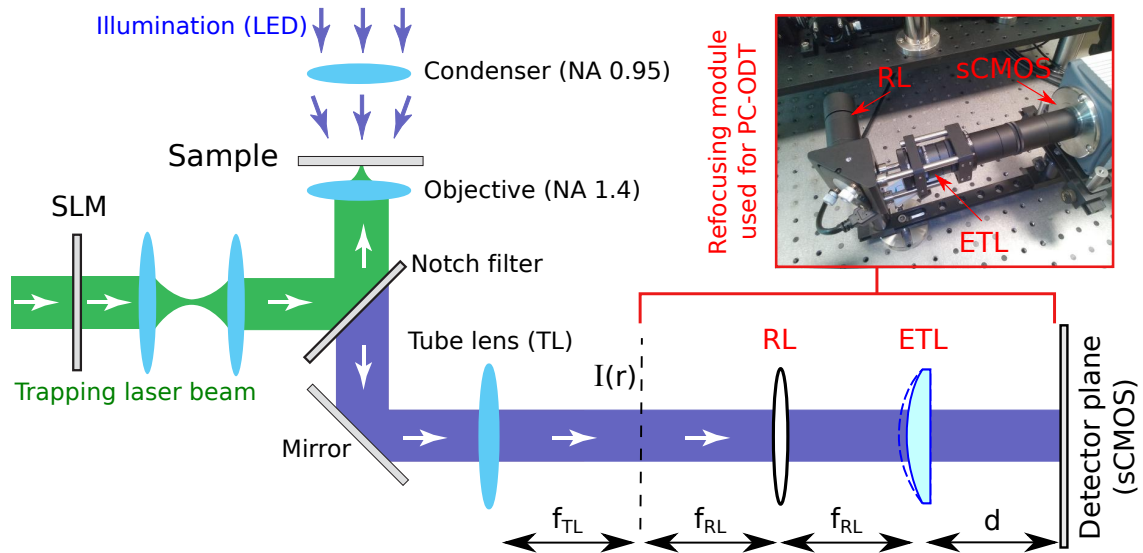 Illumination (LED)
Condenser (NA 0.95)
Sample
Objective (NA 1.4)
SLM
Notch filter
Trapping laser beam
Mirror
Tube lens (TL)
I(r)
RL
ETL
Detector plane
(sCMOS)
f_TL
f_RL
f_RL
d
Refocusing module
used for PC-ODT
RL
sCMOS
ETL